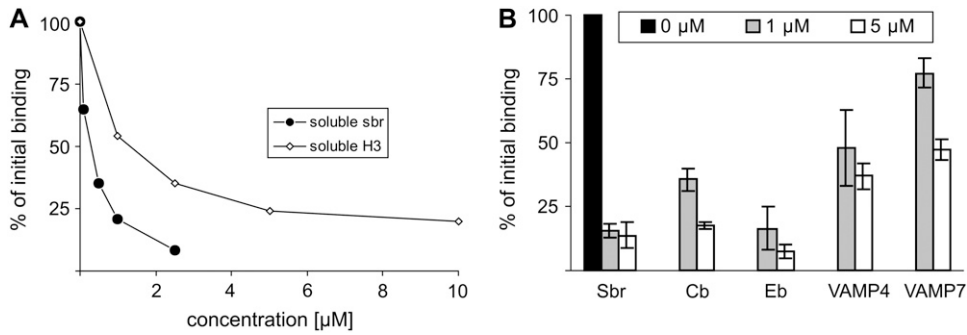 A
% of initial binding
100
75
50
25
2
4
6
8
10
concentration [µM]
soluble sbr
soluble H3
B
% of initial binding
100
75
50
25
0 µM 1 µM 5 µM
Sbr Cb Eb VAMP4 VAMP7